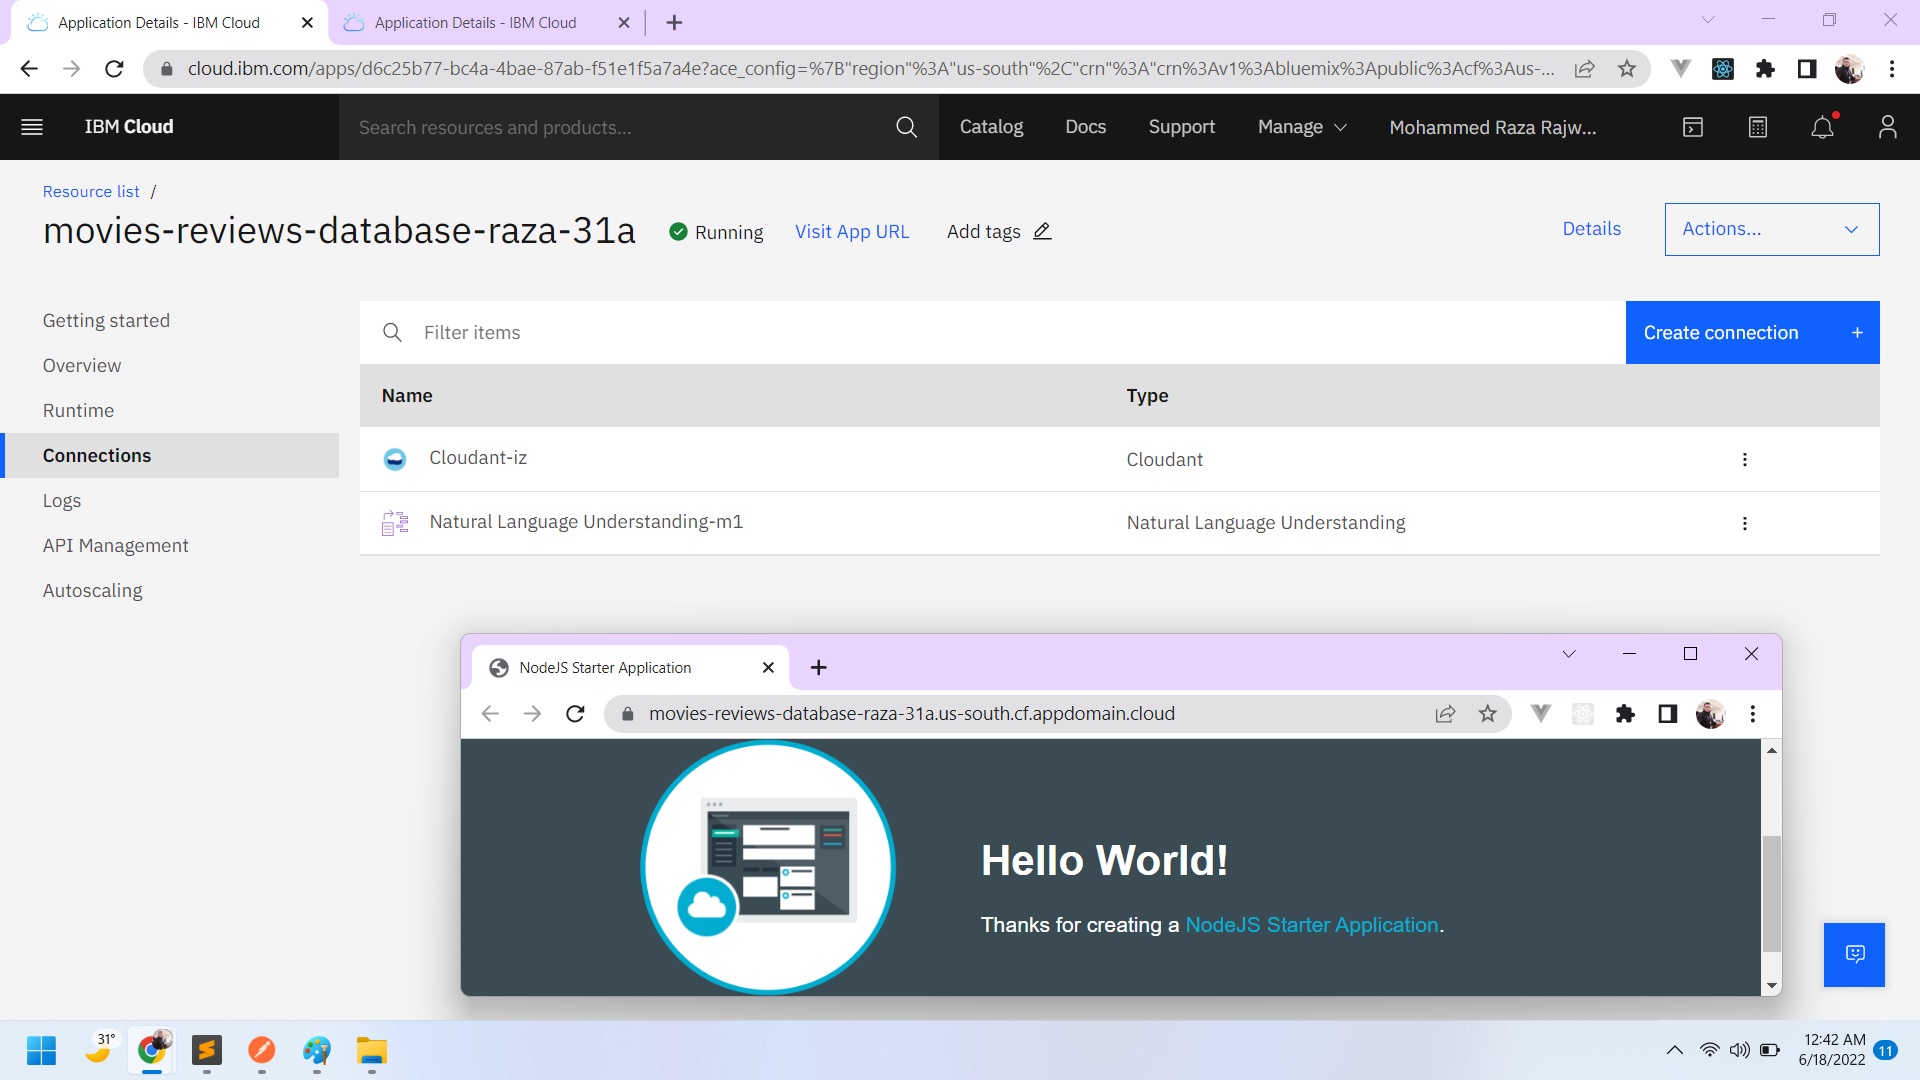 Application Details - IBM Cloud
Application Details - IBM Cloud
cloud.ibm.com/apps/d6c25b77-bc4a-4bae-87ab-f51e1f5a7a4e?ace_config=%7B"region"%3A"us-south"%2C"crn"%3A"crn%3Av1%3Abluemix%3Apublic%3Acf%3Aus-...
IBM Cloud
Search resources and products...
Catalog
Docs
Support
Manage
Mohammed Raza Rajw...
Resource list /
movies-reviews-database-raza-31a
Running
Visit App URL
Add tags
Details
Actions...
Getting started
Overview
Runtime
Connections
Logs
API Management
Autoscaling
Filter items
Create connection +
Name
Type
Cloudant-iz
Cloudant
Natural Language Understanding-m1
Natural Language Understanding
NodeJS Starter Application
movies-reviews-database-raza-31a.us-south.cf.appdomain.cloud
Hello World!
Thanks for creating a NodeJS Starter Application.
31°
12:42 AM
6/18/2022
11